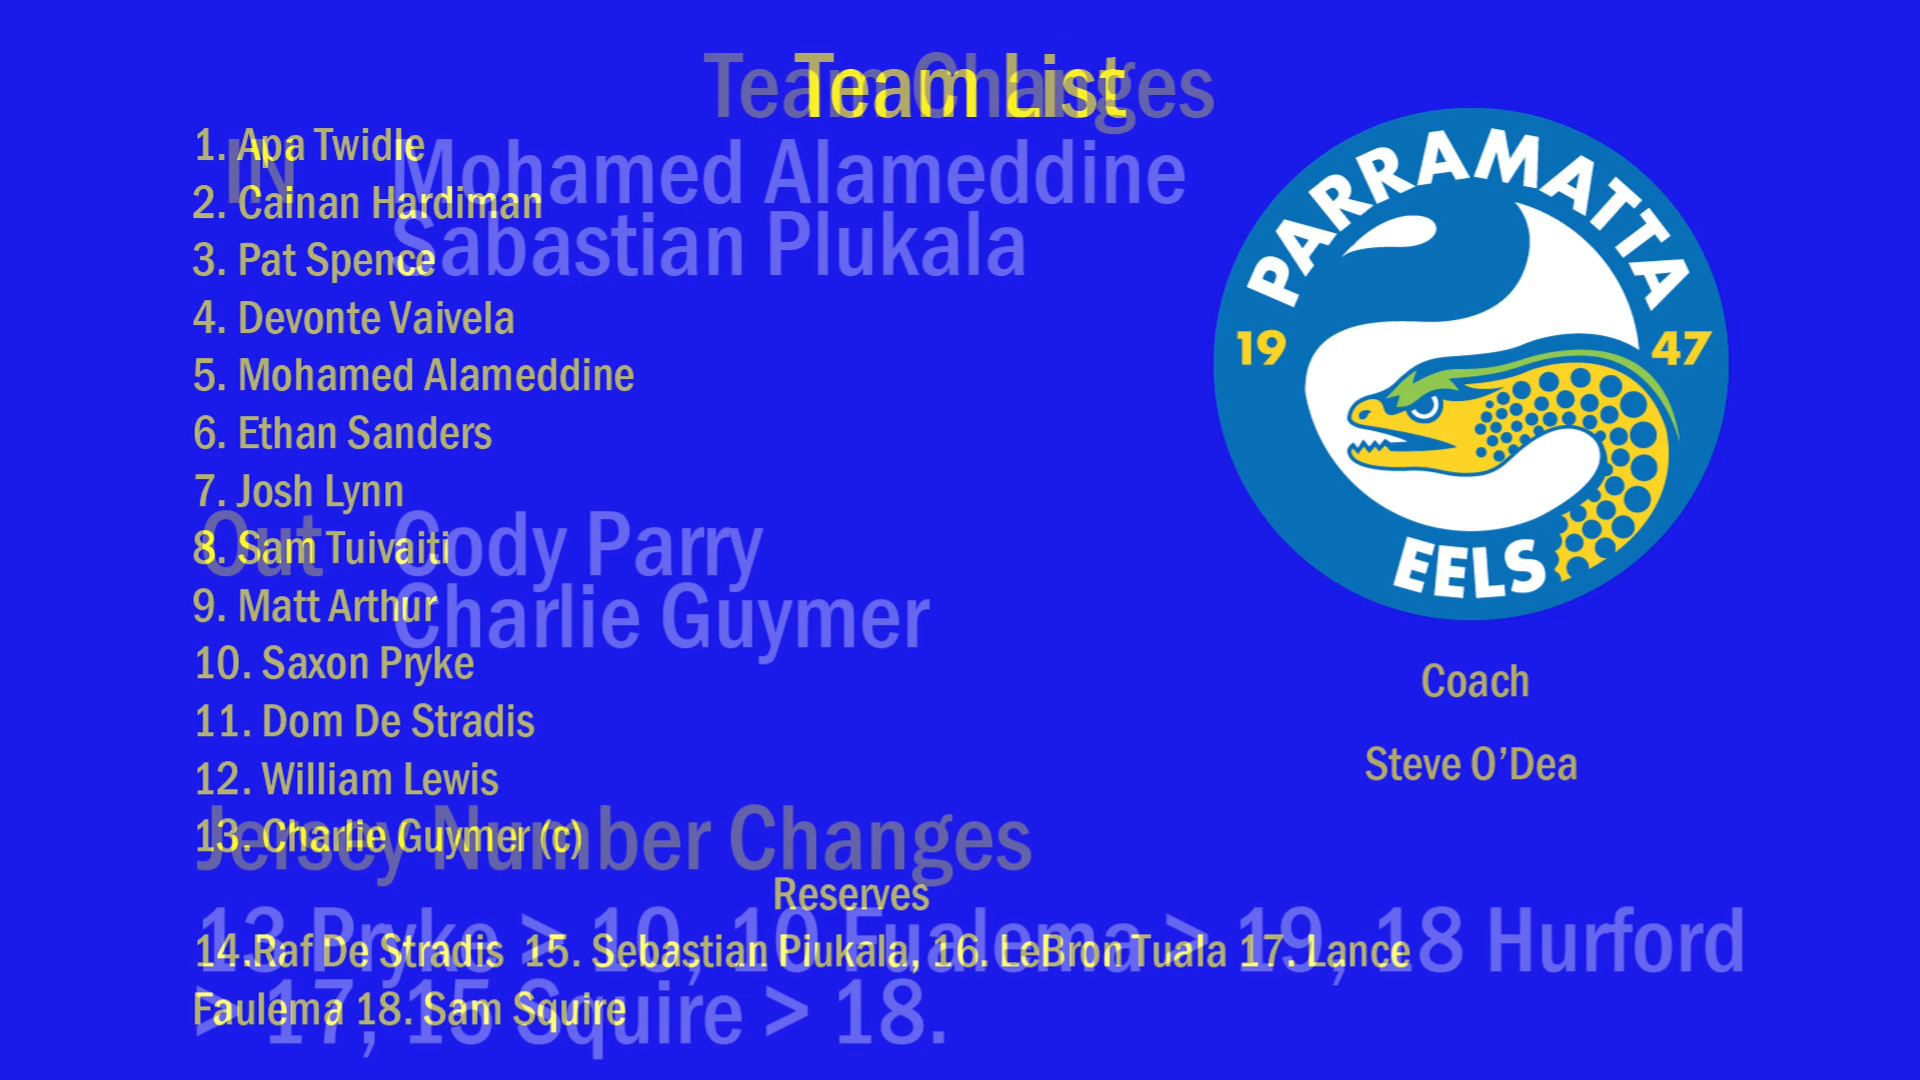 Team List
1. Apa Twidle
2. Cainan Hardiman
3. Pat Spence
4. Devonte Vaivela
5. Mohamed Alameddine
6. Ethan Sanders
7. Josh Lynn
8. Sam Tuivaiti
9. Matt Arthur
10. Saxon Pryke
11. Dom De Stradis
12. William Lewis
13. Charlie Guymer (c)
Reserves
14.Raf De Stradis 15. Sebastian Piukala, 16. LeBron Tuala 17. Lance
Faulema 18. Sam Squire
Team Changes
IN Mohamed Alameddine
Sabastian Plukala
Out Cody Parry
Charlie Guymer
Jersey Number Changes
13 Pryke > 10, 10 Fualema > 19, 18 Hurford
> 17, 15 Squire > 18.
PARRAMATTA
19 47
EELS
Coach
Steve O’Dea